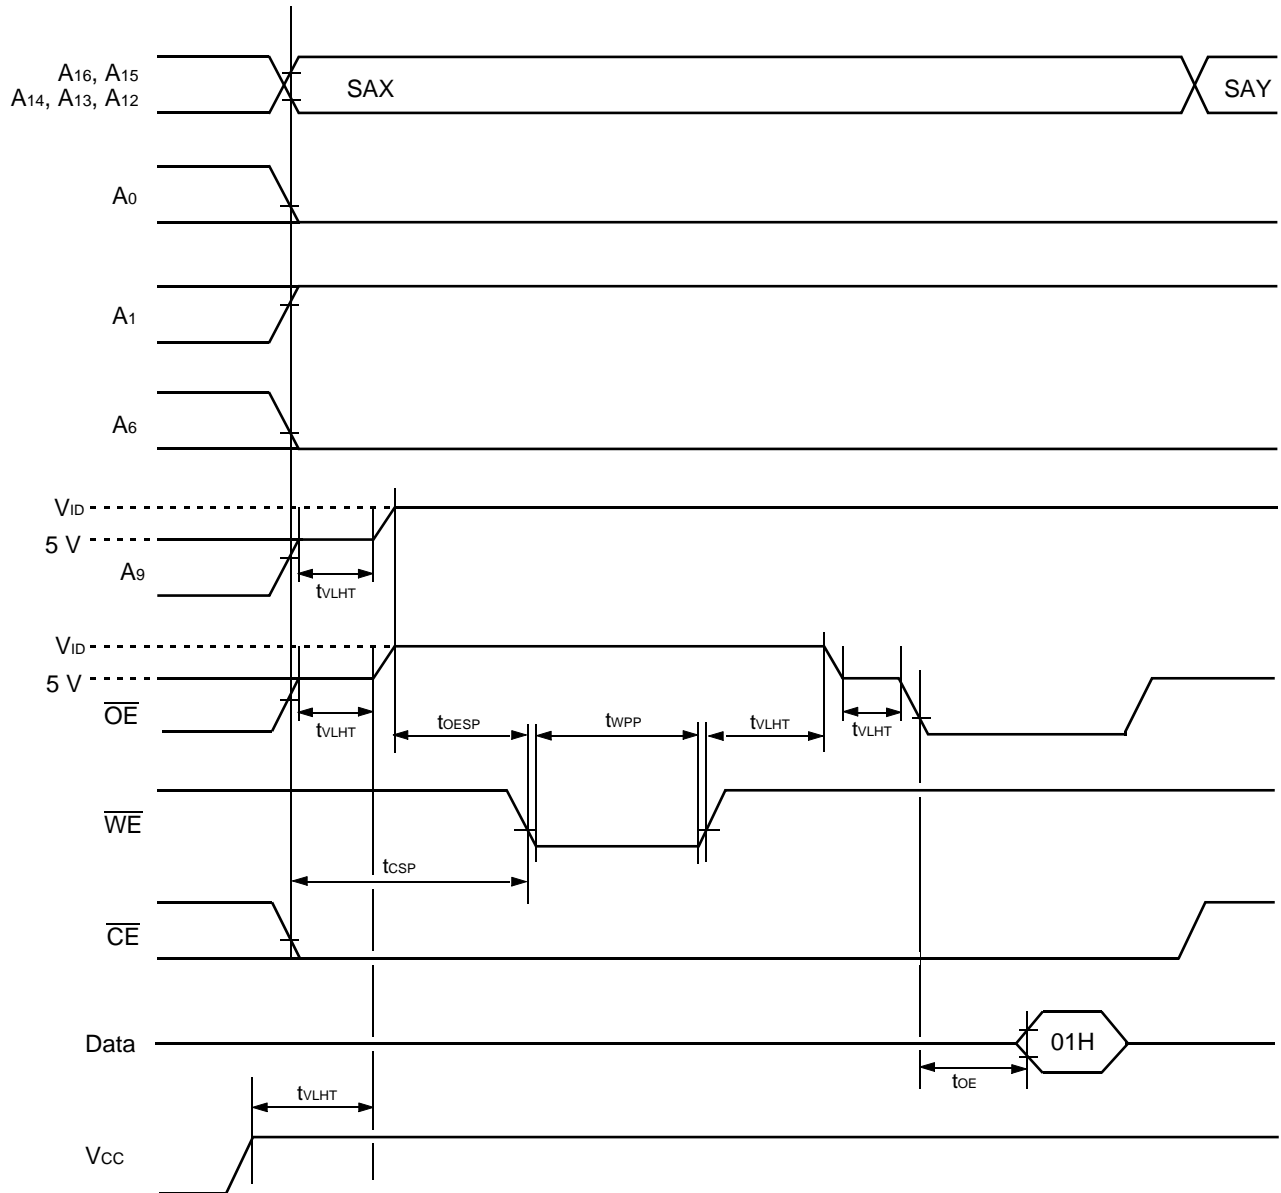 A16, A15
A14, A13, A12
SAX
SAY
A0
A1
A6
VID
5 V
A9
tVLHT
VID
5 V
OE
tVLHT
tOESP
tWPP
tVLHT
tVLHT
WE
tCSP
CE
Data
01H
tOE
tVLHT
VCC